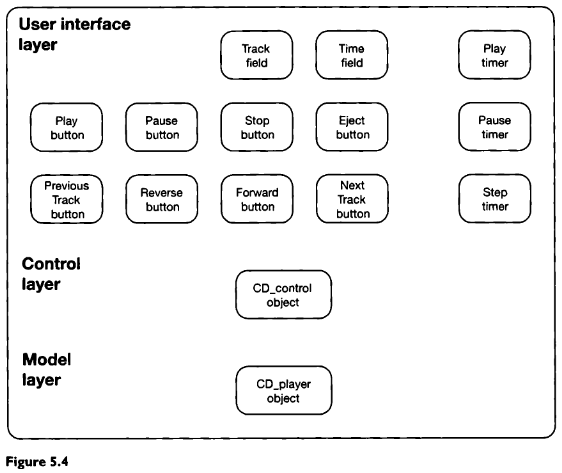 User interface
layer
Track
field
Time
field
Play
timer
Play
button
Pause
button
Stop
button
Eject
button
Pause
timer
Previous
Track
button
Reverse
button
Forward
button
Next
Track
button
Step
timer
Control
layer
CD_control
object
Model
layer
CD_player
object
Figure 5.4